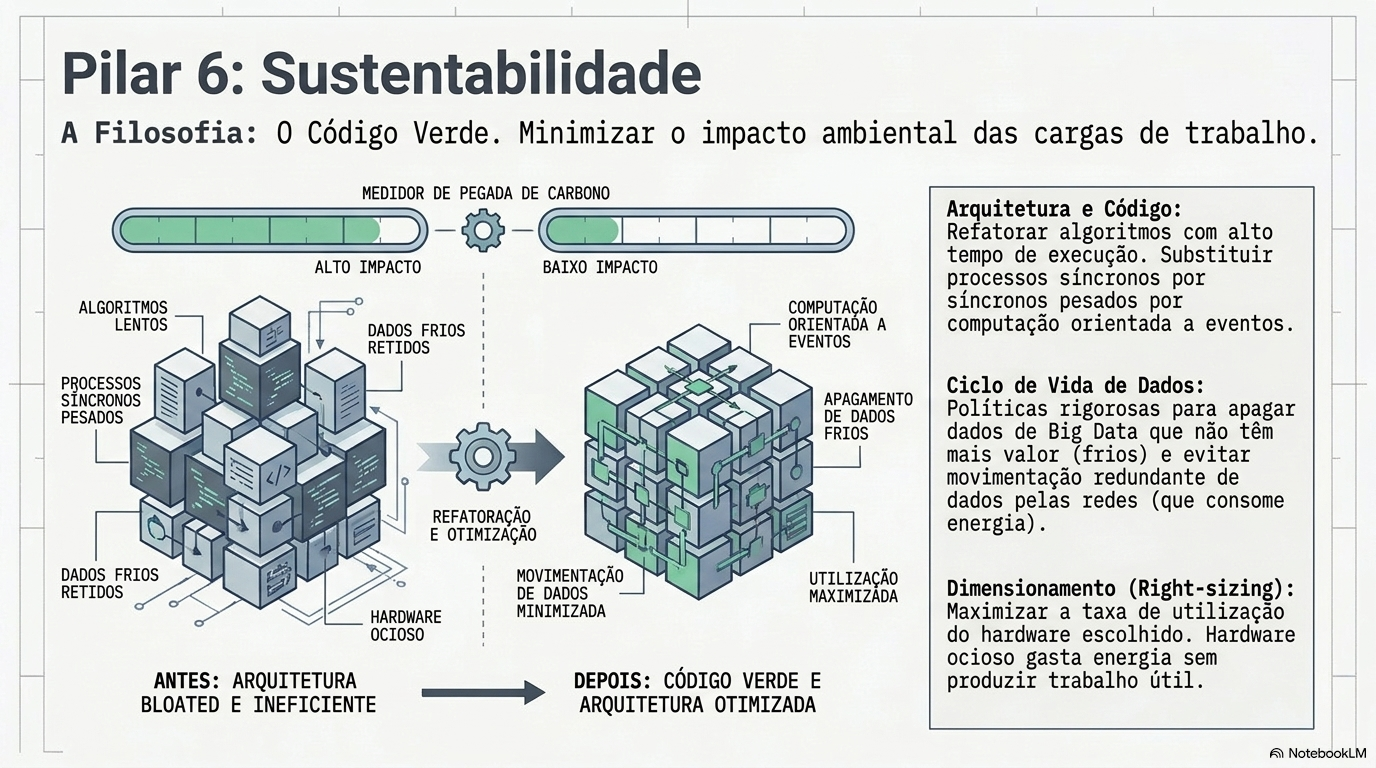 Pilar 6: Sustentabilidade
A Filosofia: O Código Verde. Minimizar o impacto ambiental das cargas de trabalho.
MEDIDOR DE PEGADA DE CARBONO
ALTO IMPACTO
BAIXO IMPACTO
ALGORITMOS
LENTOS
DADOS FRIOS
RETIDOS
PROCESSOS
SÍNCRONOS
PESADOS
DADOS FRIOS
RETIDOS
HARDWARE
OCIOSO
REFATORAÇÃO
E OTIMIZAÇÃO
COMPUTAÇÃO
ORIENTADA A
EVENTOS
APAGAMENTO
DE DADOS
FRIOS
MOVIMENTAÇÃO
DE DADOS
MINIMIZADA
UTILIZAÇÃO
MAXIMIZADA
ANTES: ARQUITETURA
BLOATED E INEFICIENTE
DEPOIS: CÓDIGO VERDE E
ARQUITETURA OTIMIZADA
Arquitetura e Código:
Refatorar algoritmos com alto
tempo de execução. Substituir
processos síncronos por
síncronos pesados por
computação orientada a eventos.
Ciclo de Vida de Dados:
Políticas rigorosas para apagar
dados de Big Data que não têm
mais valor (frios) e evitar
movimentação redundante de
dados pelas redes (que consome
energia).
Dimensionamento (Right-sizing):
Maximizar a taxa de utilização
do hardware escolhido. Hardware
ocioso gasta energia sem
produzir trabalho útil.
</> 
NotebookLM